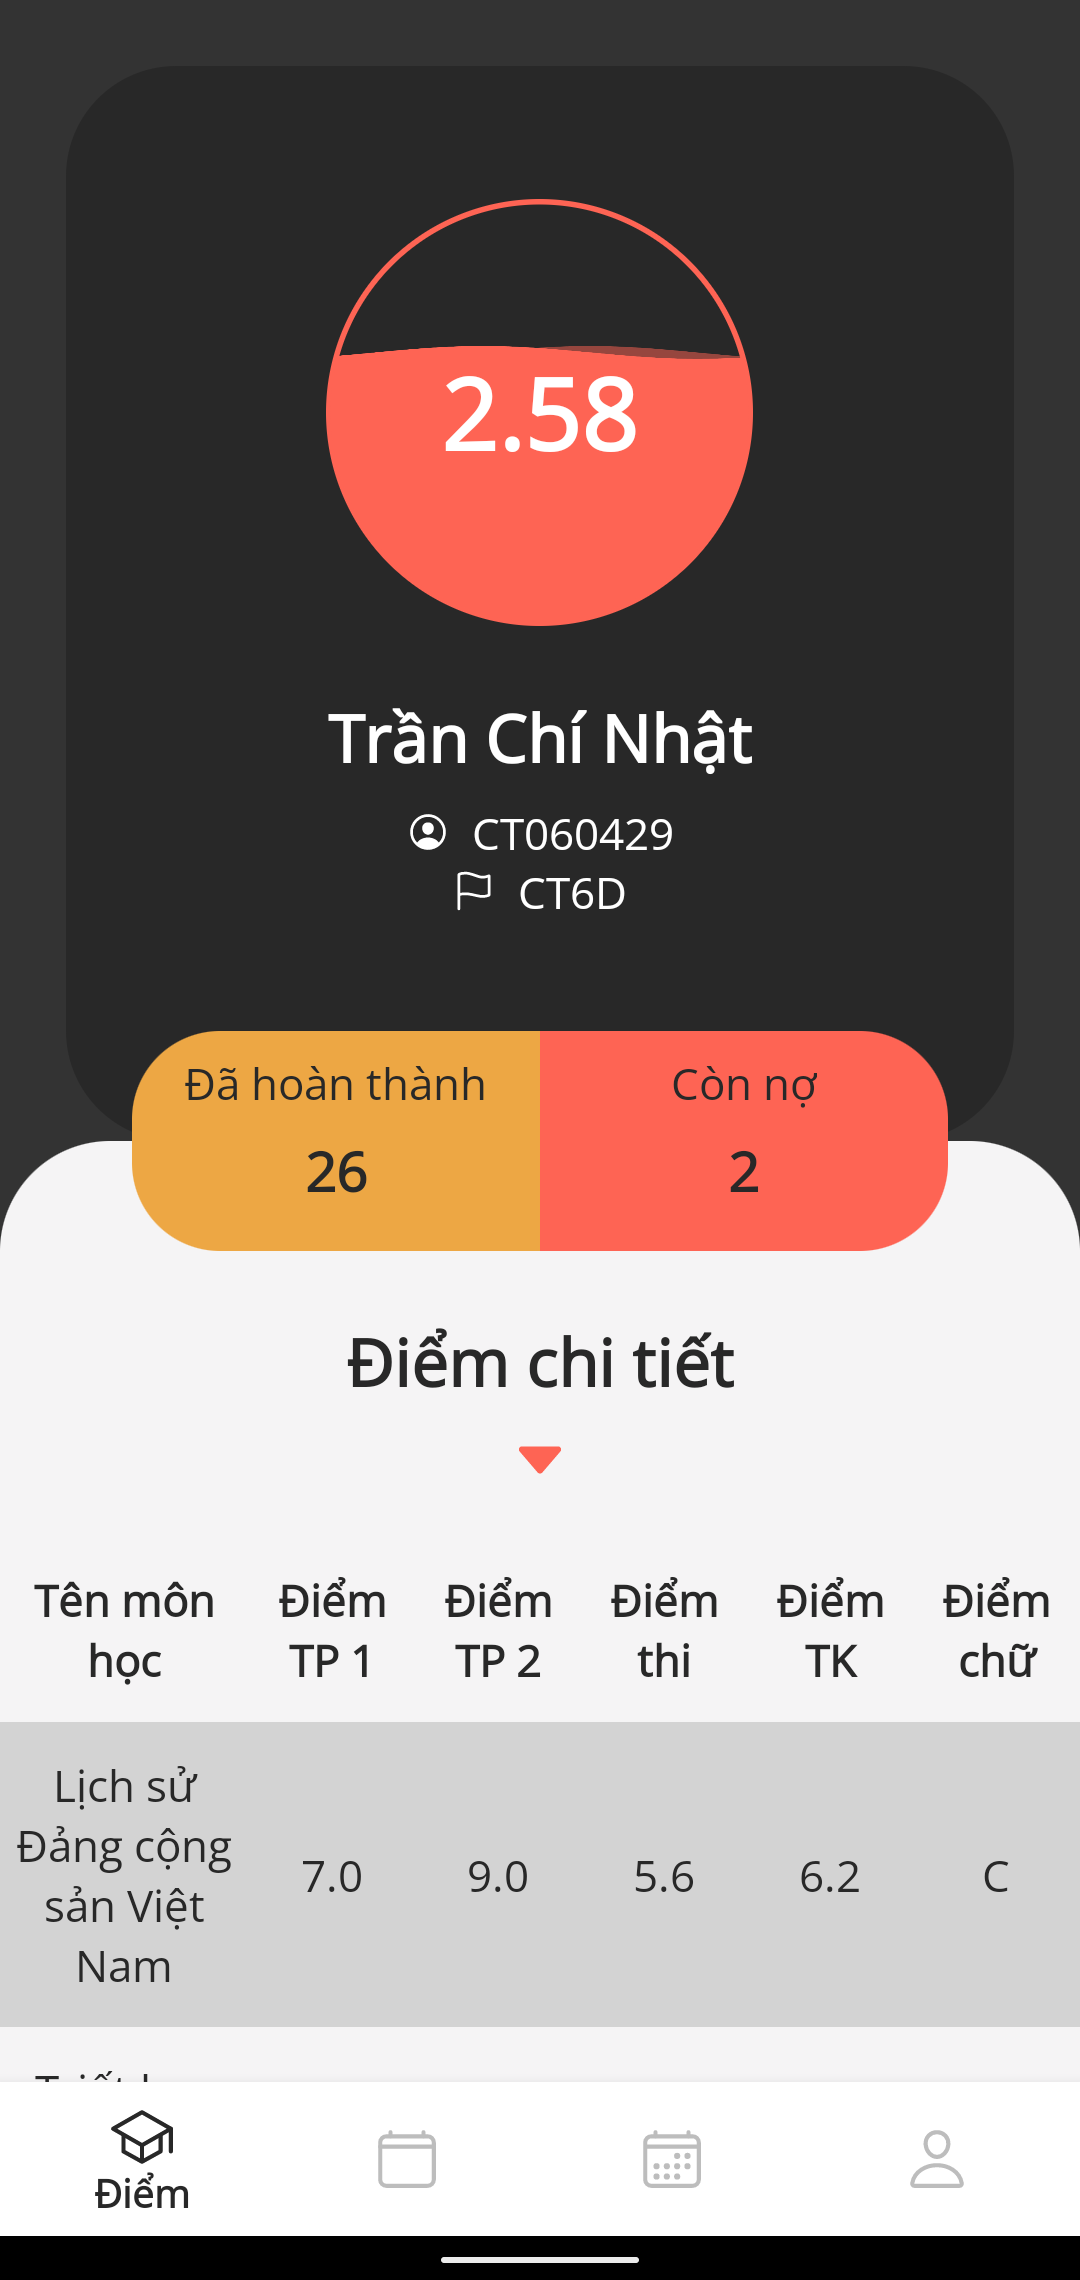 2.58
Trần Chí Nhật
CT060429
CT6D
Đã hoàn thành
Còn nợ
26
2
Điểm chi tiết
Tên môn học
Điểm TP 1
Điểm TP 2
Điểm thi
Điểm TK
Điểm chữ
Lịch sử
Đảng cộng
sản Việt
Nam
7.0
9.0
5.6
6.2
C
Điểm